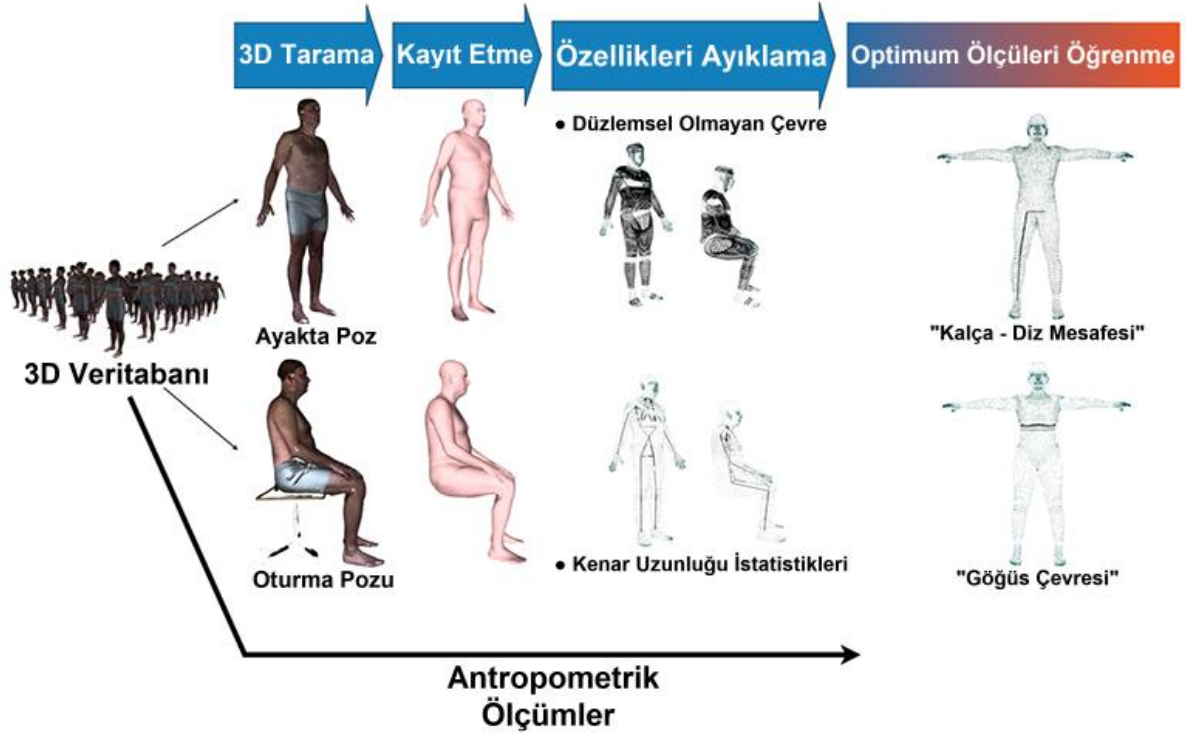 3D Tarama
Kayıt Etme
Özellikleri Ayıklama
Optimum Ölçüleri Öğrenme
● Düzlemsel Olmayan Çevre
Ayakta Poz
"Kalça - Diz Mesafesi"
3D Veritabanı
● Kenar Uzunluğu İstatistikleri
Oturma Pozu
"Göğüs Çevresi"
Antropometrik
Ölçümler